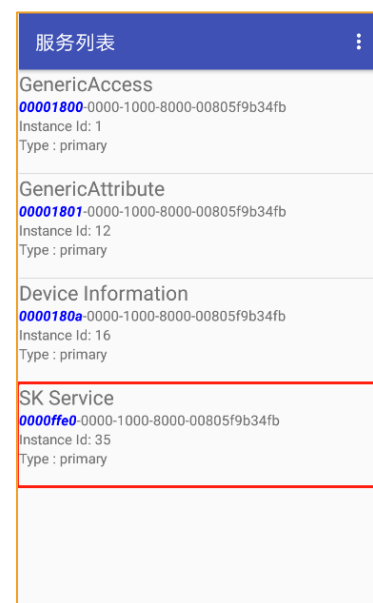 服务列表
GenericAccess
00001800-0000-1000-8000-00805f9b34fb
Instance Id: 1
Type : primary
GenericAttribute
00001801-0000-1000-8000-00805f9b34fb
Instance Id: 12
Type : primary
Device Information
0000180a-0000-1000-8000-00805f9b34fb
Instance Id: 16
Type : primary
SK Service
0000ffe0-0000-1000-8000-00805f9b34fb
Instance Id: 35
Type : primary